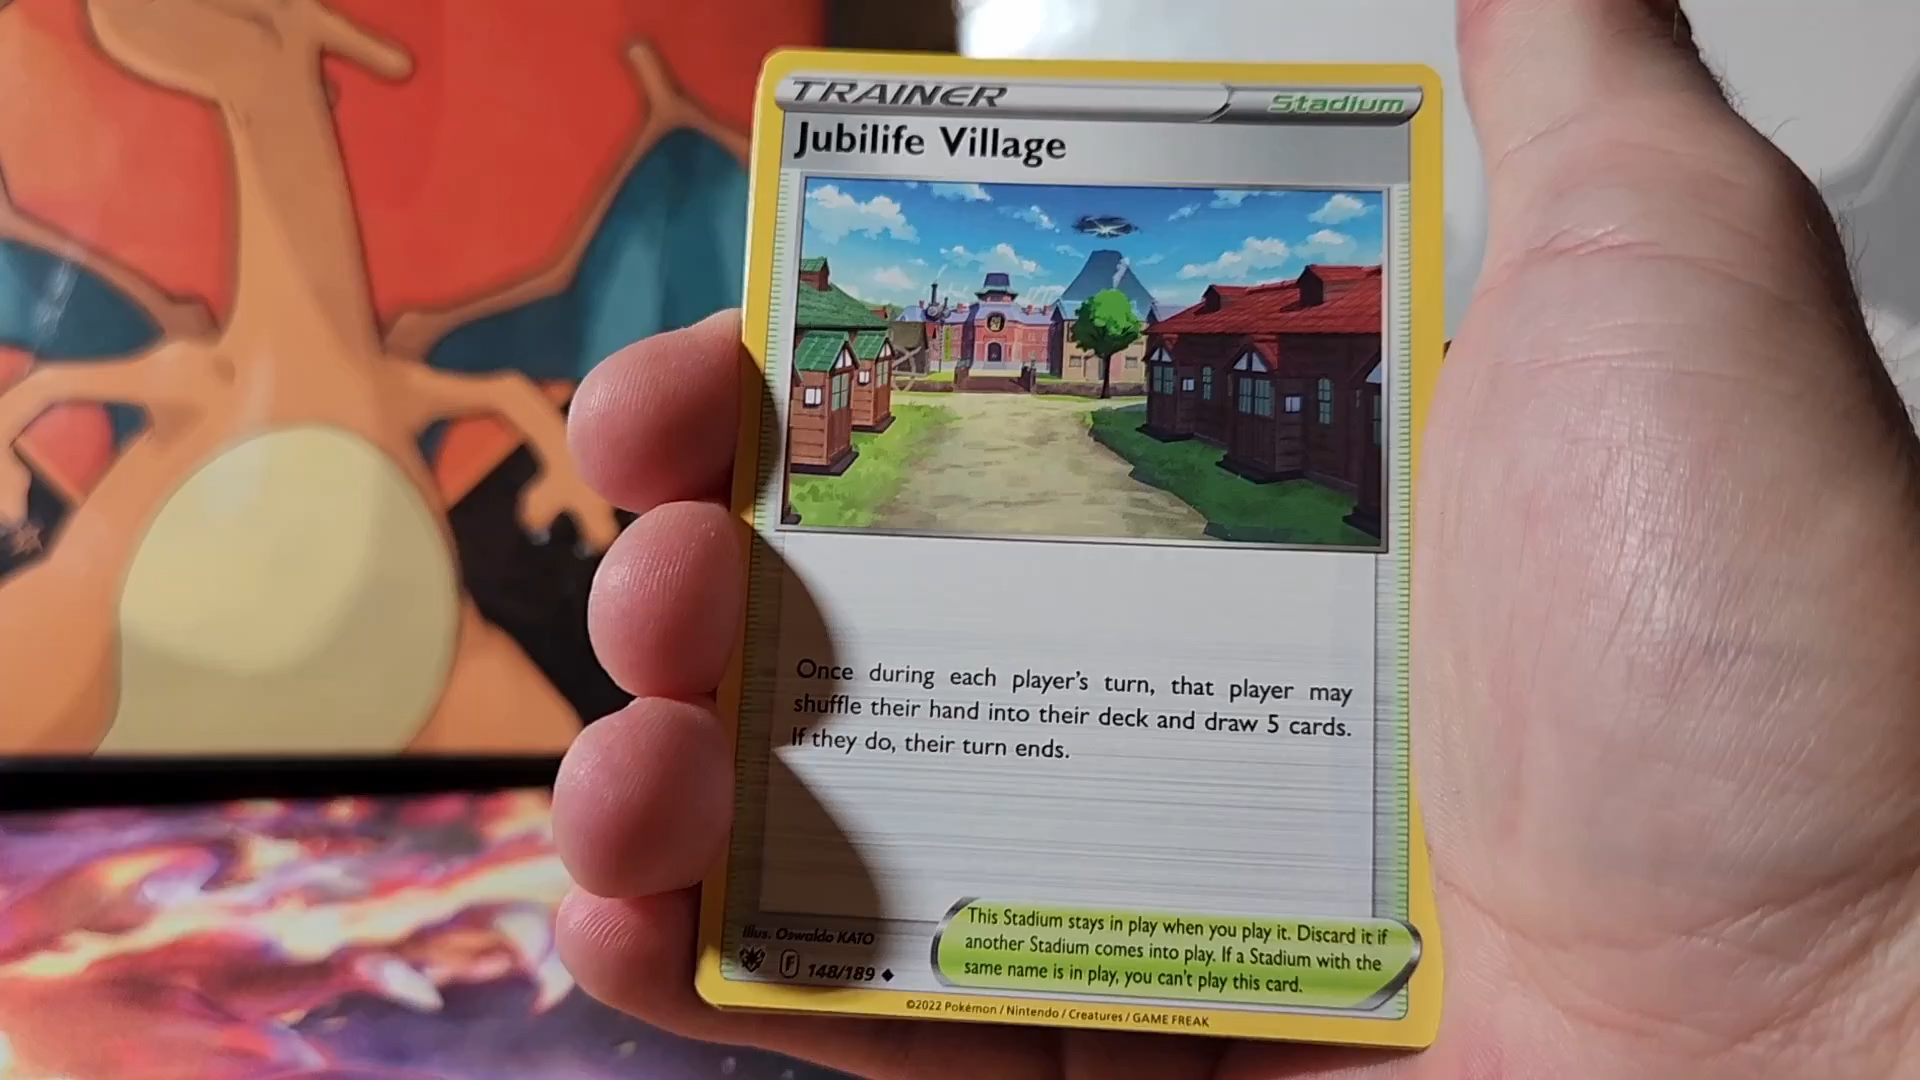 TRAINER
Stadium
Jubilife Village
Once during each player's turn, that player may
shuffle their hand into their deck and draw 5 cards.
If they do, their turn ends.
This Stadium stays in play when you play it. Discard it if
another Stadium comes into play. If a Stadium with the
same name is in play, you can't play this card.
Illus. Oswaldo KATO
F 148/189
©2022 Pokémon / Nintendo / Creatures / GAME FREAK